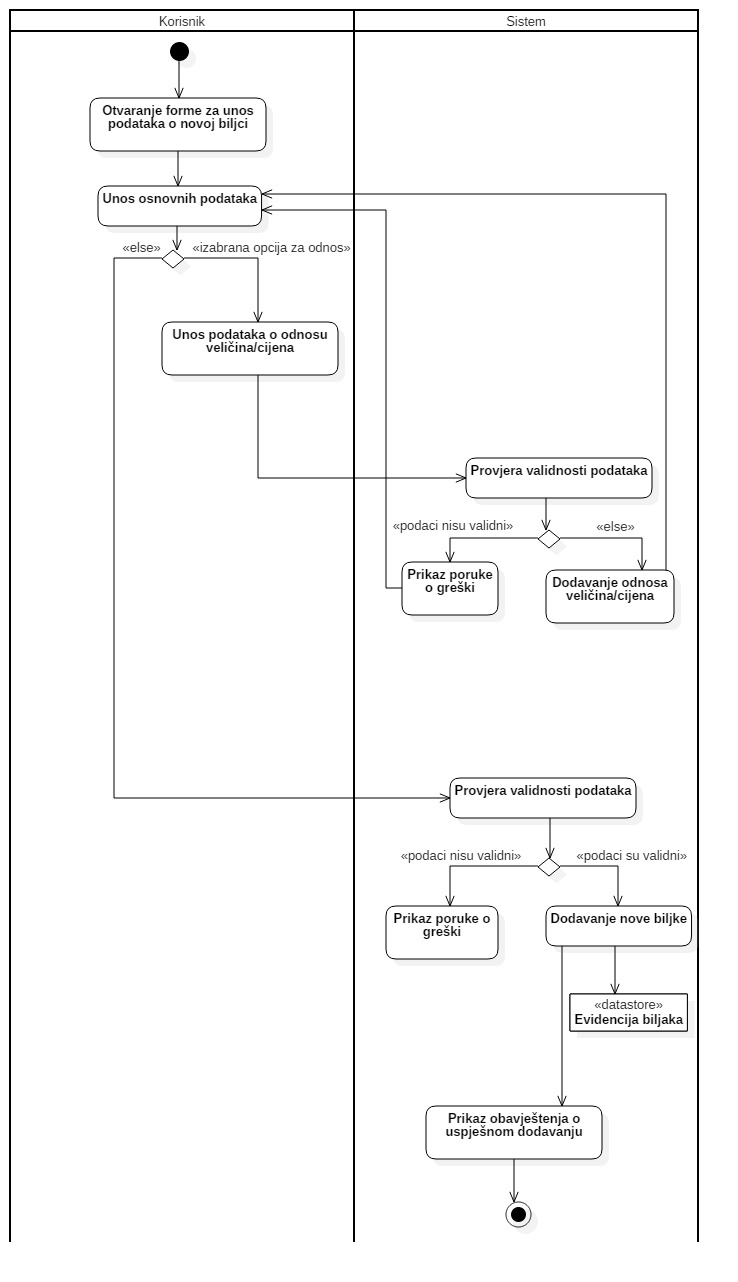 Korisnik
Sistem
Otvaranje forme za unos
podataka o novoj biljci
Unos osnovnih podataka
«else»
«izabrana opcija za odnos»
Unos podataka o odnosu
veličina/cijena
Provjera validnosti podataka
«podaci nisu validni»
«else»
Prikaz poruke
o greški
Dodavanje odnosa
veličina/cijena
Provjera validnosti podataka
«podaci nisu validni»
«podaci su validni»
Prikaz poruke o
greški
Dodavanje nove biljke
«datastore»
Evidencija biljaka
Prikaz obavještenja o
uspješnom dodavanju